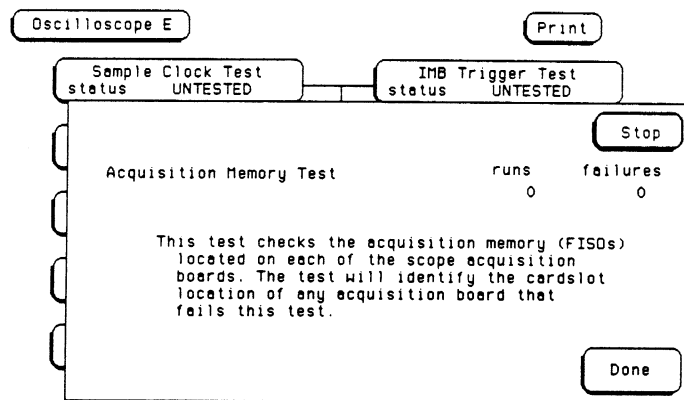 Oscilloscope E
Print
Sample Clock Test
status UNTESTED
IMB Trigger Test
status UNTESTED
Stop
Acquisition Memory Test
runs failures
0 0
This test checks the acquisition memory (FISOs)
located on each of the scope acquisition
boards. The test will identify the cardslot
location of any acquisition board that
fails this test.
Done